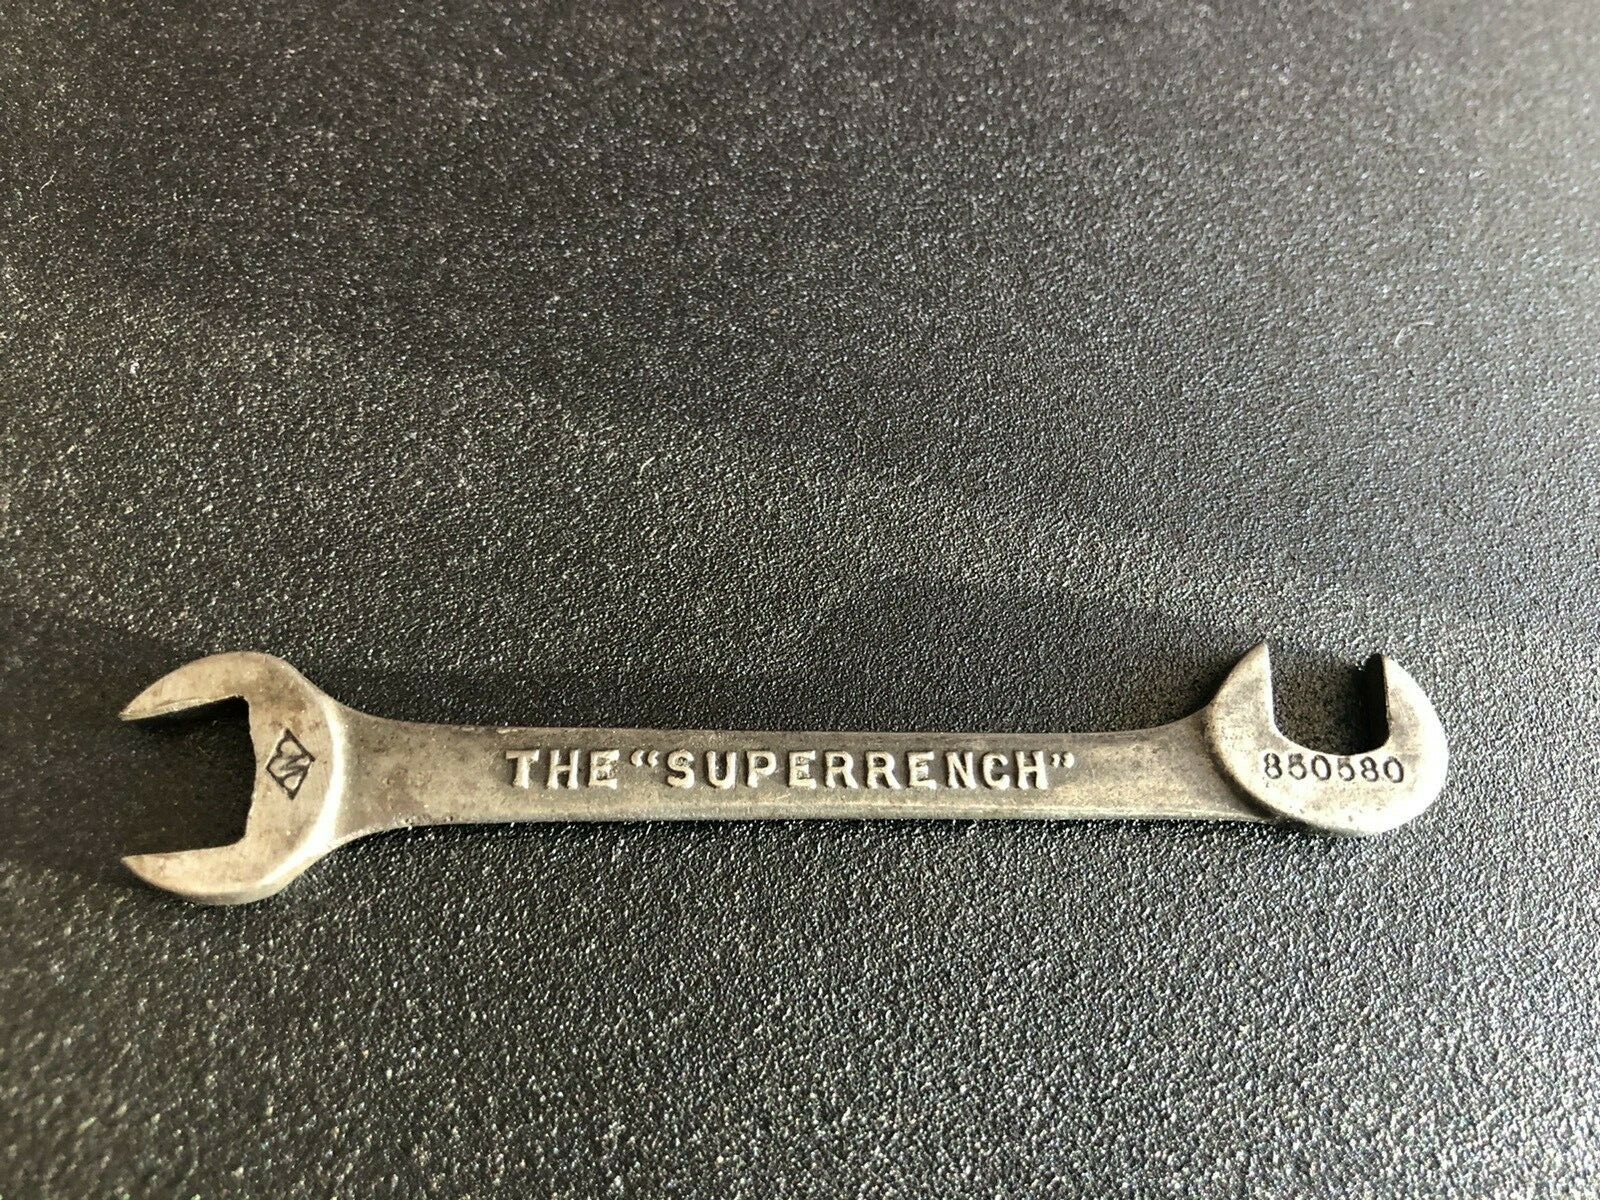 W
THE “SUPERRENCH”
850580